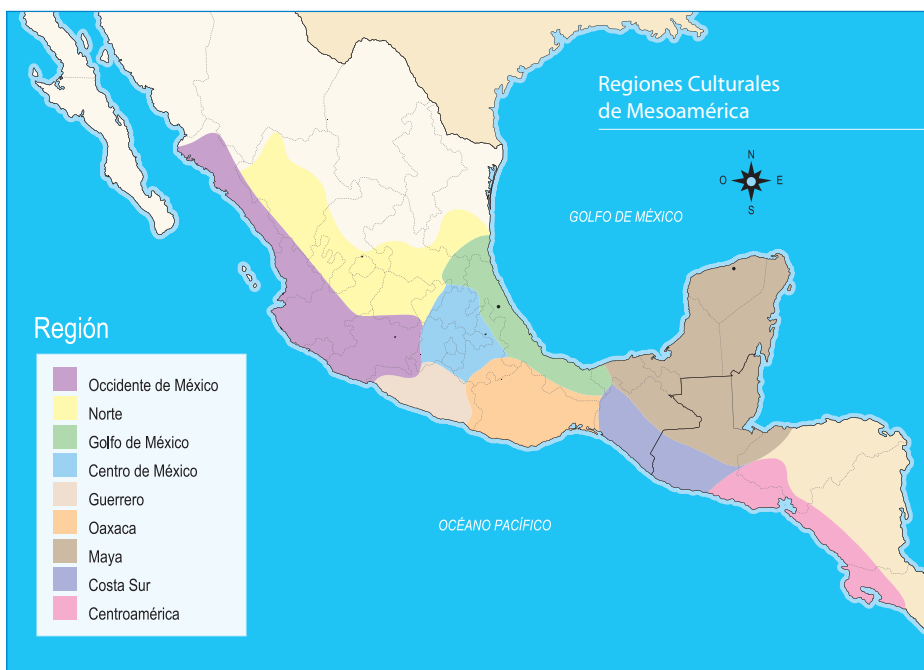 Regiones Culturales
de Mesoamérica
N
O
E
S
GOLFO DE MÉXICO
Región
Occidente de México
Norte
Golfo de México
Centro de México
Guerrero
Oaxaca
Maya
Costa Sur
Centroamérica
OCÉANO PACÍFICO